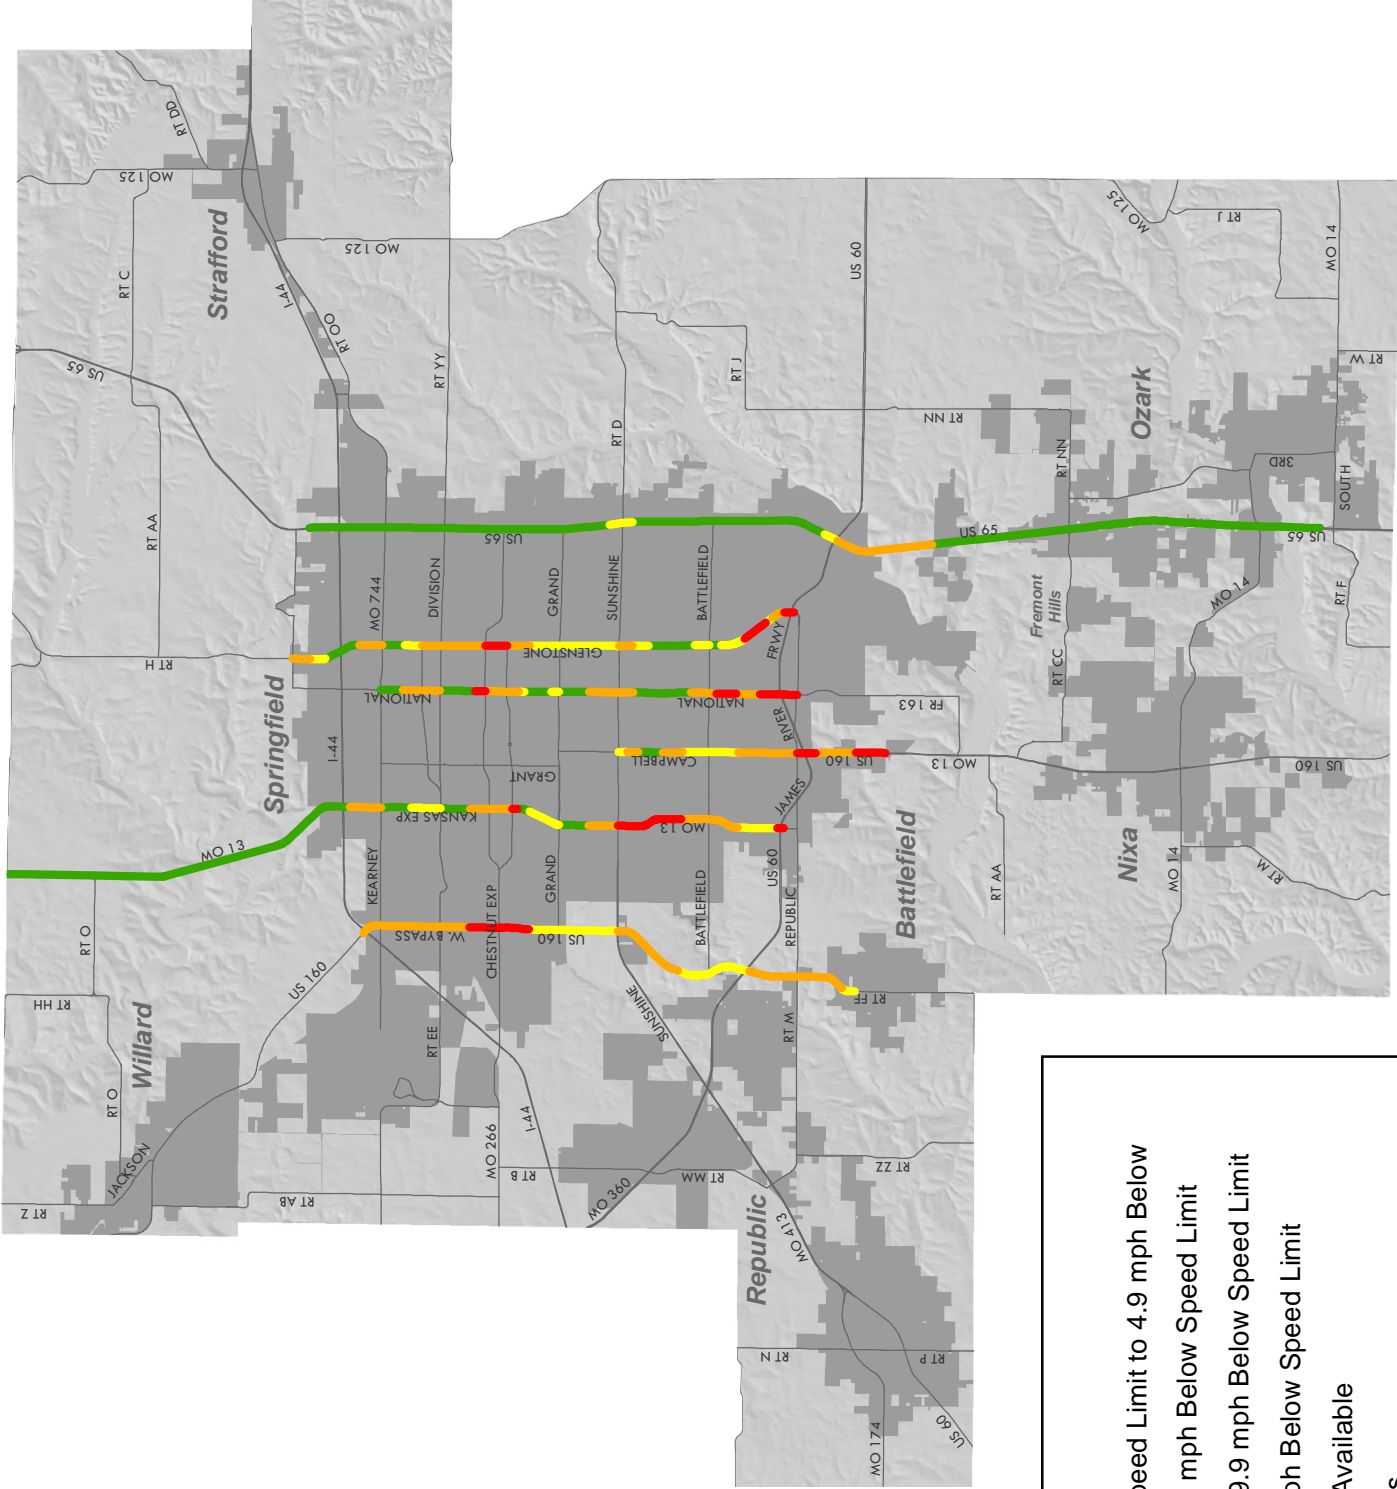 RT DD
MO 125
RT C
Strafford
MO 125
I-44
RT OO
US 65
RT YY
US 60
MO 125
RT J
MO 14
RT J
RT W
RT D
RT NN
Ozark
RT NN
3RD
SOUTH
RT AA
US 65
US 65
US 65
MO 744
DIVISION
GRAND
SUNSHINE
BATTLEFIELD
Fremont
Hills
MO 14
RT F
RT H
GLENSTONE
FRWY
RT CC
Springfield
NATIONAL
NATIONAL
FR 163
I-44
RIVER
CAMPBELL
US 160
MO 13
US 160
GRANT
JAMES
MO 13
KANSAS EXP
MO 13
KEARNEY
GRAND
US 60
RT AA
Nixa
MO 14
RT M
Battlefield
RT O
W. BYPASS
CHESTNUT EXP
US 160
BATTLEFIELD
REPUBLIC
US 160
RT HH
Willard
SUNSHINE
RT FF
RT EE
RT M
RT O
I-44
JACKSON
MO 266
RT B
RT MM
RT ZZ
RT Z
RT AB
MO 360
Republic
MO 413
RT N
RT P
MO 174
US 60
peed Limit to 4.9 mph Below
mph Below Speed Limit
9.9 mph Below Speed Limit
ph Below Speed Limit
Available